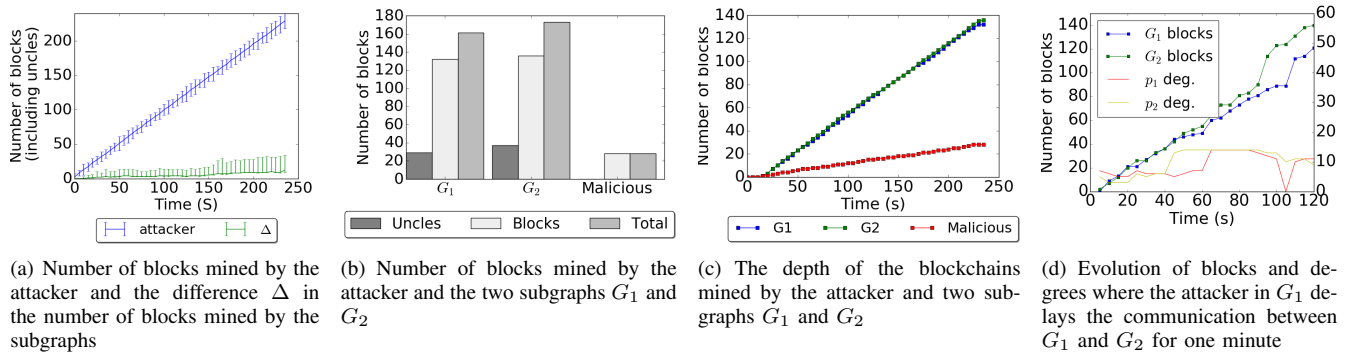 Number of blocks
(including uncles)
200
150
100
50
0
0 50 100 150 200 250
Time (S)
attacker Δ
(a) Number of blocks mined by the
attacker and the difference Δ in
the number of blocks mined by the
subgraphs
Number of blocks
180
160
140
120
100
80
60
40
20
0
G1 G2 Malicious
Uncles Blocks Total
(b) Number of blocks mined by the
attacker and the two subgraphs G1 and
G2
Number of blocks
140
120
100
80
60
40
20
0
0 50 100 150 200 250
Time (s)
G1 G2 Malicious
(c) The depth of the blockchains
demined by the attacker and two sub-
graphs G1 and G2
Number of blocks
140
120
100
80
60
40
20
0
60
50
40
30
20
10
0
G1 blocks
G2 blocks
p1 deg.
p2 deg.
0 20 40 60 80 100 120
Time (s)
(d) Evolution of blocks and de-
grees where the attacker in G1 de-
lays the communication between
G1 and G2 for one minute